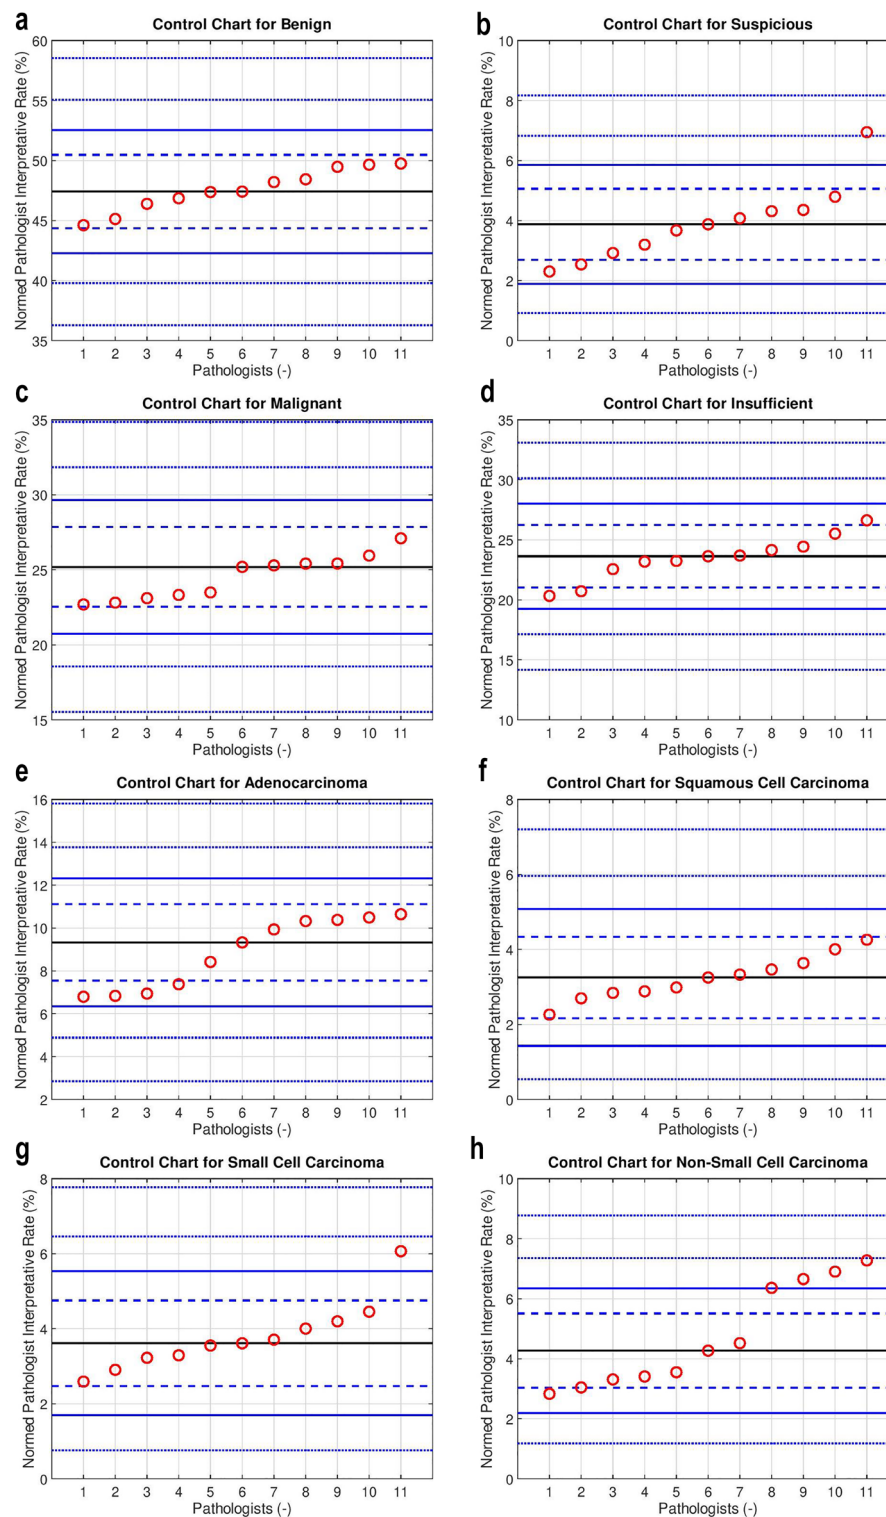 a
Control Chart for Benign
Normed Pathologist Interpretative Rate (%)
60
55
50
45
40
35
1 2 3 4 5 6 7 8 9 10 11
Pathologists (-)
b
Control Chart for Suspicious
Normed Pathologist Interpretative Rate (%)
10
8
6
4
2
0
1 2 3 4 5 6 7 8 9 10 11
Pathologists (-)
c
Control Chart for Malignant
Normed Pathologist Interpretative Rate (%)
35
30
25
20
15
1 2 3 4 5 6 7 8 9 10 11
Pathologists (-)
d
Control Chart for Insufficient
Normed Pathologist Interpretative Rate (%)
35
30
25
20
15
10
1 2 3 4 5 6 7 8 9 10 11
Pathologists (-)
e
Control Chart for Adenocarcinoma
Normed Pathologist Interpretative Rate (%)
16
14
12
10
8
6
4
2
1 2 3 4 5 6 7 8 9 10 11
Pathologists (-)
f
Control Chart for Squamous Cell Carcinoma
Normed Pathologist Interpretative Rate (%)
8
6
4
2
0
1 2 3 4 5 6 7 8 9 10 11
Pathologists (-)
g
Control Chart for Small Cell Carcinoma
Normed Pathologist Interpretative Rate (%)
8
6
4
2
0
1 2 3 4 5 6 7 8 9 10 11
Pathologists (-)
h
Control Chart for Non-Small Cell Carcinoma
Normed Pathologist Interpretative Rate (%)
10
8
6
4
2
0
1 2 3 4 5 6 7 8 9 10 11
Pathologists (-)